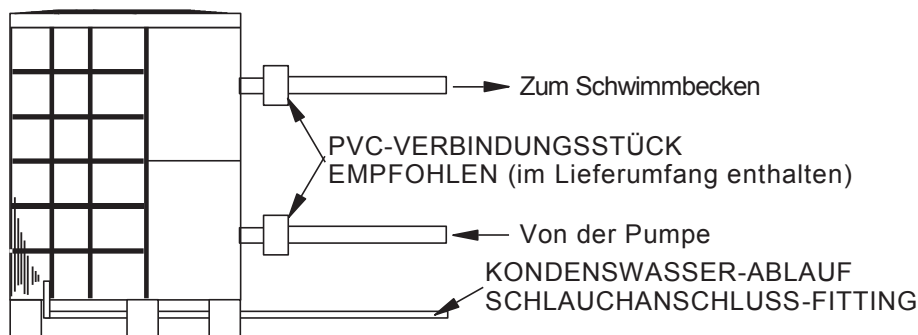 Zum Schwimmbecken
PVC-VERBINDUNGSSTÜCK
EMPFOHLEN (im Lieferumfang enthalten)
Von der Pumpe
KONDENSWASSER-ABLAUF
SCHLAUCHANSCHLUSS-FITTING